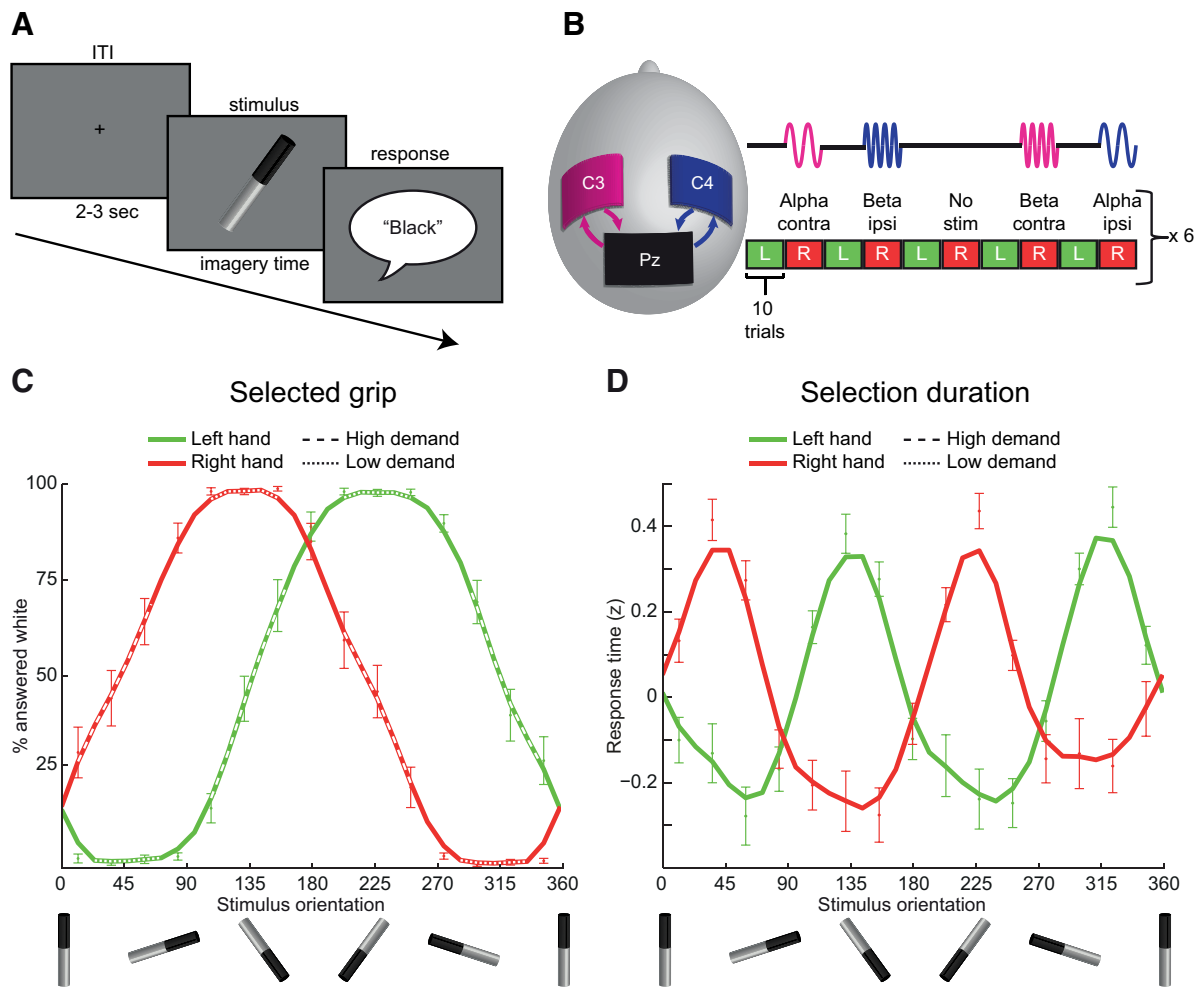 A
ITI
+
2-3 sec
stimulus
imagery time
response
“Black”
B
C3
C4
Pz
Alpha contra
Beta ipsi
No stim
Beta contra
Alpha ipsi
L R L R L R L R L R
x 6
10
trials
C
Selected grip
Left hand
High demand
Right hand
Low demand
% answered white
100
75
50
25
0 45 90 135 180 225 270 315 360
Stimulus orientation
D
Selection duration
Left hand
High demand
Right hand
Low demand
Response time (z)
0.4
0.2
0
−0.2
0 45 90 135 180 225 270 315 360
Stimulus orientation